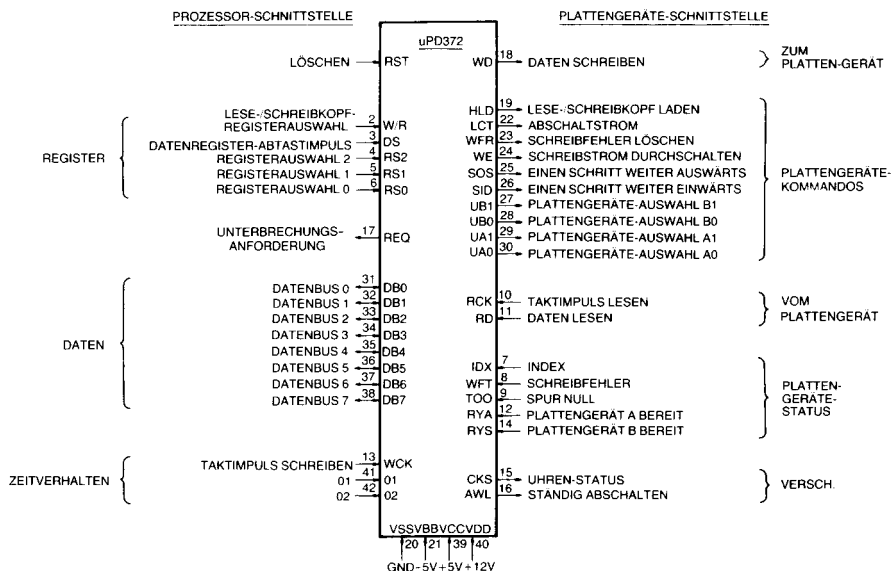 PROZESSOR-SCHNITTSTELLE
PLATTENGERÄTE-SCHNITTSTELLE
uPD372
LÖSCHEN RST
WD 18 DATEN SCHREIBEN
ZUM
PLATTEN-GERÄT
REGISTER
LESE-/SCHREIBKOPF-
REGISTERAUSWAHL 2 W/R
DATENREGISTER-ABTASTIMPULS 3 DS
REGISTERAUSWAHL 2 4 RS2
REGISTERAUSWAHL 1 5 RS1
REGISTERAUSWAHL 0 6 RS0
HLD 19 LESE-/SCHREIBKOPF LADEN
LCT 22 ABSCHALTSTROM
WFR 23 SCHREIBFEHLER LÖSCHEN
WE 24 SCHREIBSTROM DURCHSCHALTEN
SOS 25 EINEN SCHRITT WEITER AUSWÄRTS
SID 26 EINEN SCHRITT WEITER EINWÄRTS
UB1 27 PLATTENGERÄTE-AUSWAHL B1
UB0 28 PLATTENGERÄTE-AUSWAHL B0
UA1 29 PLATTENGERÄTE-AUSWAHL A1
UA0 30 PLATTENGERÄTE-AUSWAHL A0
PLATTENGERÄTE-
KOMMANDOS
UNTERBRECHUNGS-
ANFORDERUNG 17 REQ
DATEN
DATENBUS 0 31 DB0
DATENBUS 1 32 DB1
DATENBUS 2 33 DB2
DATENBUS 3 34 DB3
DATENBUS 4 35 DB4
DATENBUS 5 36 DB5
DATENBUS 6 37 DB6
DATENBUS 7 38 DB7
RCK 10 TAKTIMPULS LESEN
RD 11 DATEN LESEN
VOM
PLATTENGERÄT
IDX 7 INDEX
WFT 8 SCHREIBFEHLER
TOO 9 SPUR NULL
RYA 12 PLATTENGERÄT A BEREIT
RYS 14 PLATTENGERÄT B BEREIT
PLATTEN-
GERÄTE-
STATUS
ZEITVERHALTEN
TAKTIMPULS SCHREIBEN 13 WCK
01 41 01
02 42 02
CKS 15 UHREN-STATUS
AWL 16 STÄNDIG ABSCHALTEN
VERSCH.
VSS VBB VCC VDD
20 21 39 40
GND -5V +5V +12V